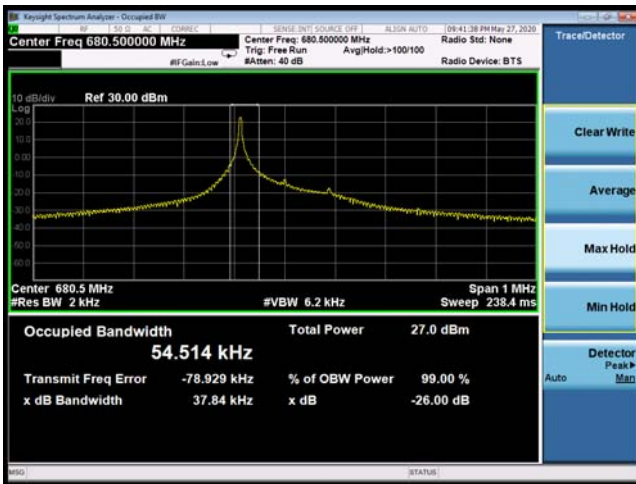 Keysight Spectrum Analyzer - Occupied BW
RF 50 Ω AC CORREC SENSE:INT SOURCE OFF ALIGN AUTO 09:41:38 PM May 27, 2020
Center Freq 680.500000 MHz
Center Freq: 680.500000 MHz
Radio Std: None
Trig: Free Run Avg|Hold:>100/100
#IFGain:Low #Atten: 40 dB Radio Device: BTS
Trace/Detector
10 dB/div Ref 30.00 dBm
Log
20.0
10.0
0.00
-10.0
-20.0
-30.0
-40.0
-50.0
-60.0
Center 680.5 MHz Span 1 MHz
#Res BW 2 kHz #VBW 6.2 kHz Sweep 238.4 ms
Occupied Bandwidth Total Power 27.0 dBm
54.514 kHz
Transmit Freq Error -78.929 kHz % of OBW Power 99.00 %
x dB Bandwidth 37.84 kHz x dB -26.00 dB
Clear Write
Average
Max Hold
Min Hold
Detector
Peak▶
Auto Man
MSG STATUS